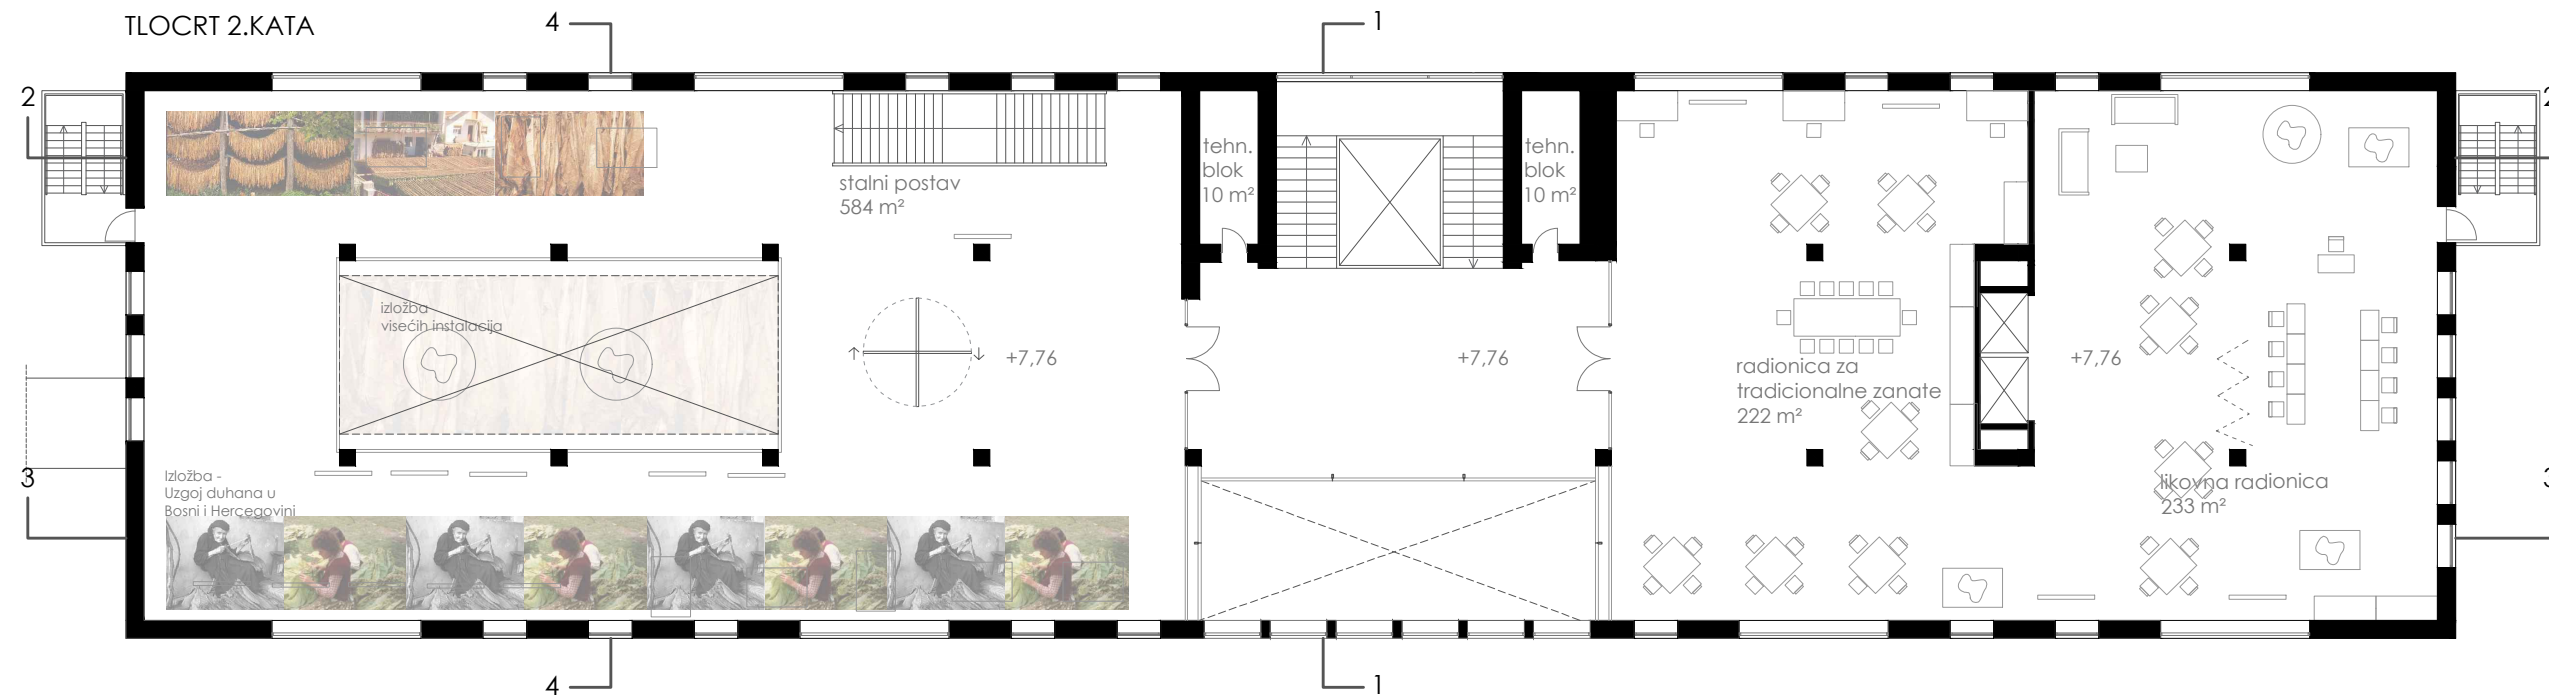 TLOCRT 2.KATA
4
1
2
2
tehn.
blok
10 m²
tehn.
blok
10 m²
stalni postav
584 m²
izložba
visećih instalacija
+7,76
+7,76
+7,76
radionica za
tradicionalne zanate
222 m²
3
3
Izložba -
Uzgoj duhana u
Bosni i Hercegovini
likovna radionica
233 m²
4
1